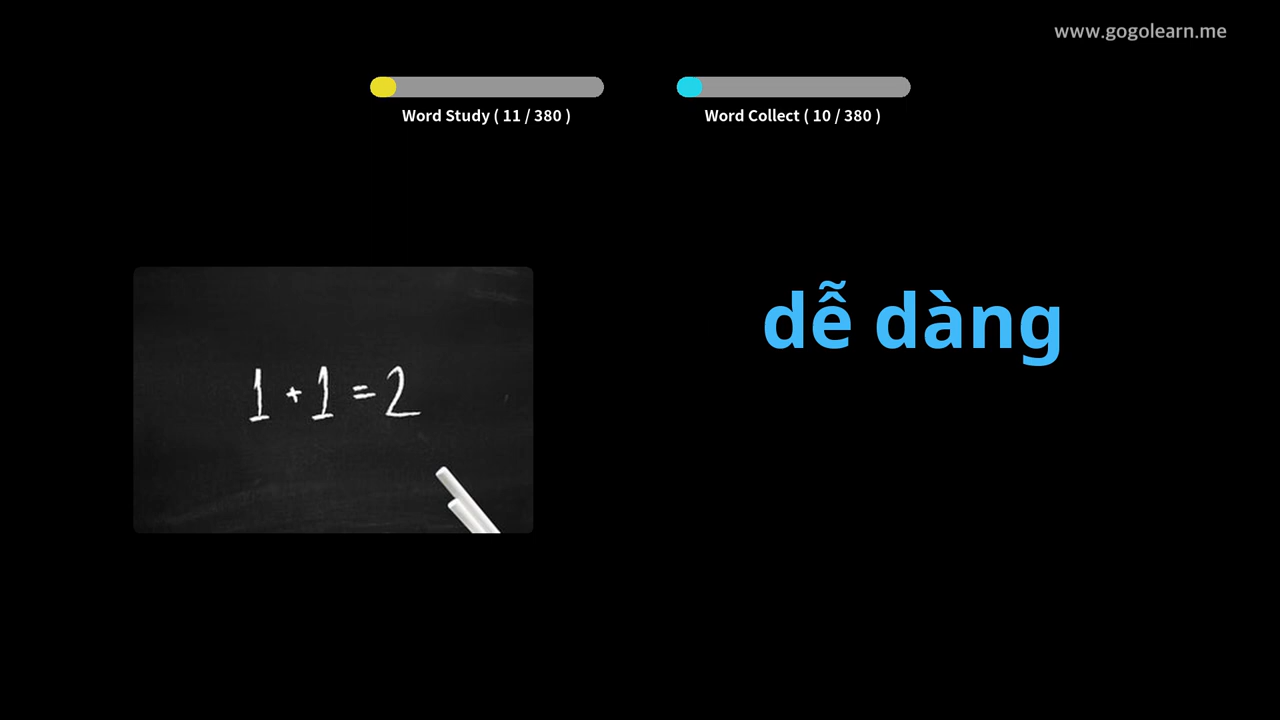 www.gogolearn.me
Word Study ( 11 / 380 )
Word Collect ( 10 / 380 )
1 + 1 = 2
dễ dàng